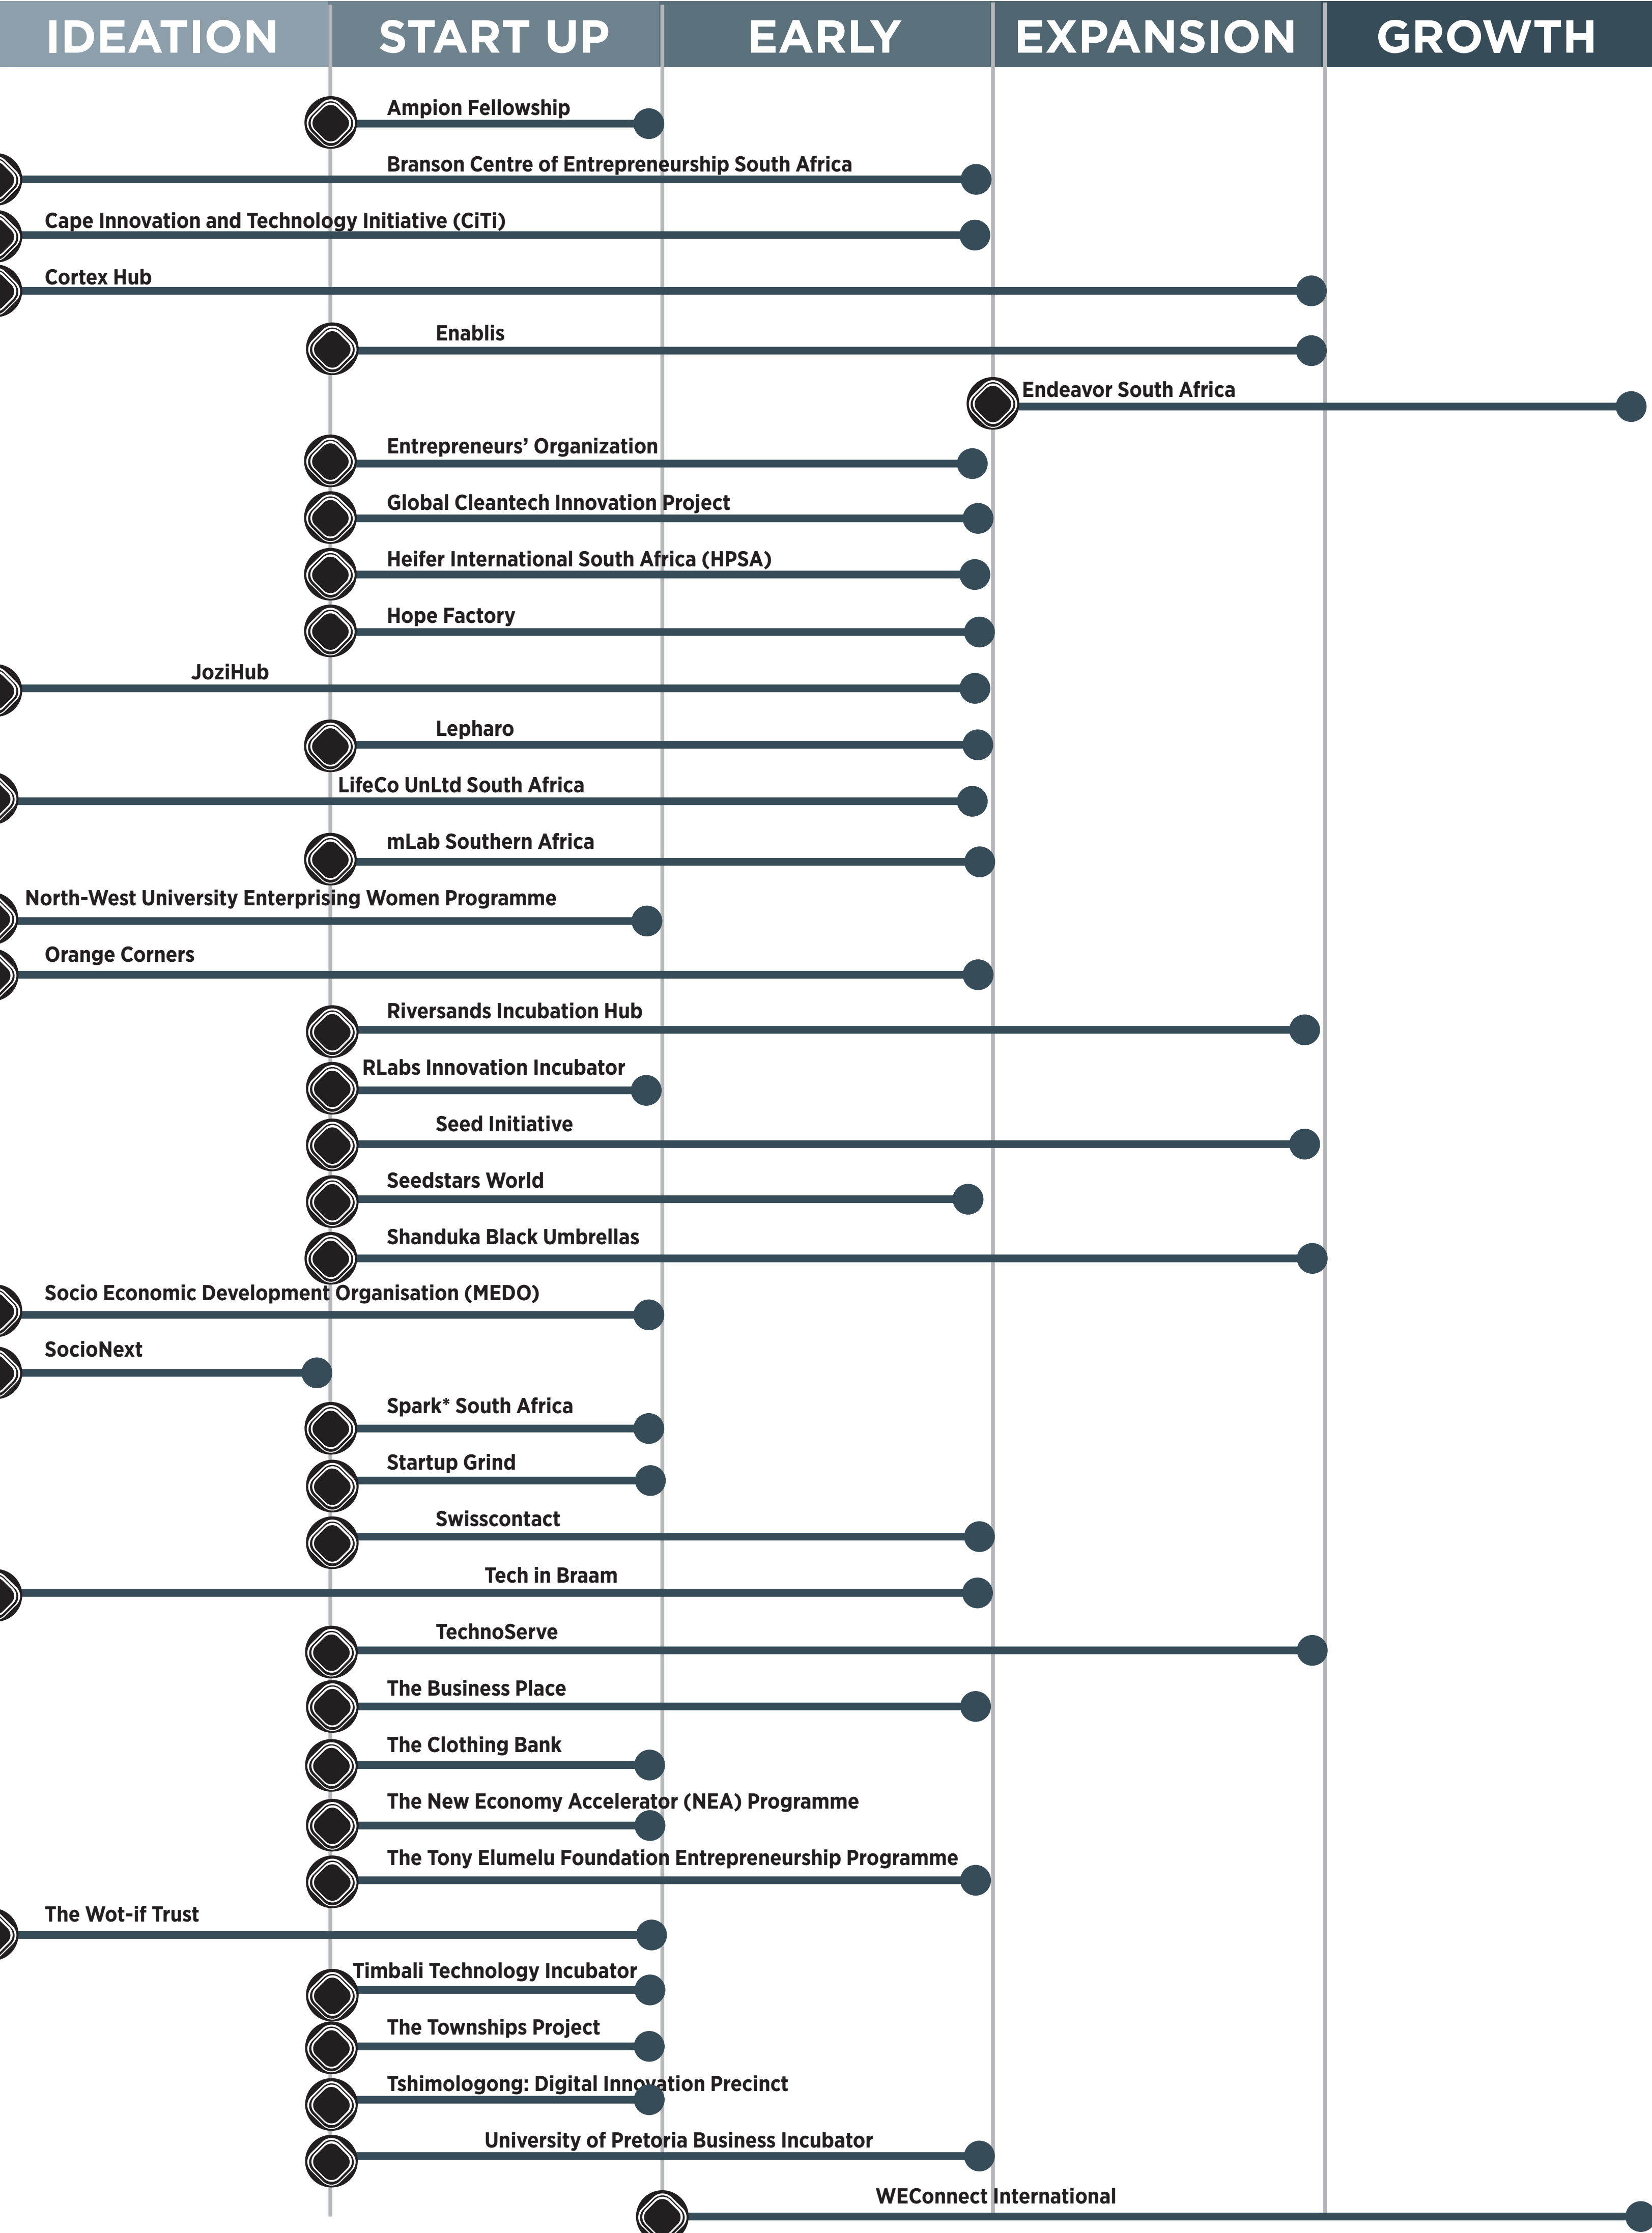 IDEATION START UP EARLY EXPANSION GROWTH
Ampion Fellowship
Branson Centre of Entrepreneurship South Africa
Cape Innovation and Technology Initiative (CiTi)
Cortex Hub
Enablis
Endeavor South Africa
Entrepreneurs’ Organization
Global Cleantech Innovation Project
Heifer International South Africa (HPSA)
Hope Factory
JoziHub
Lepharo
LifeCo UnLtd South Africa
mLab Southern Africa
North-West University Enterprising Women Programme
Orange Corners
Riversands Incubation Hub
RLabs Innovation Incubator
Seed Initiative
Seedstars World
Shanduka Black Umbrellas
Socio Economic Development Organisation (MEDO)
SocioNext
Spark* South Africa
Startup Grind
Swisscontact
Tech in Braam
TechnoServe
The Business Place
The Clothing Bank
The New Economy Accelerator (NEA) Programme
The Tony Elumelu Foundation Entrepreneurship Programme
The Wot-if Trust
Timbali Technology Incubator
The Townships Project
Tshimologong: Digital Innovation Precinct
University of Pretoria Business Incubator
WEConnect International